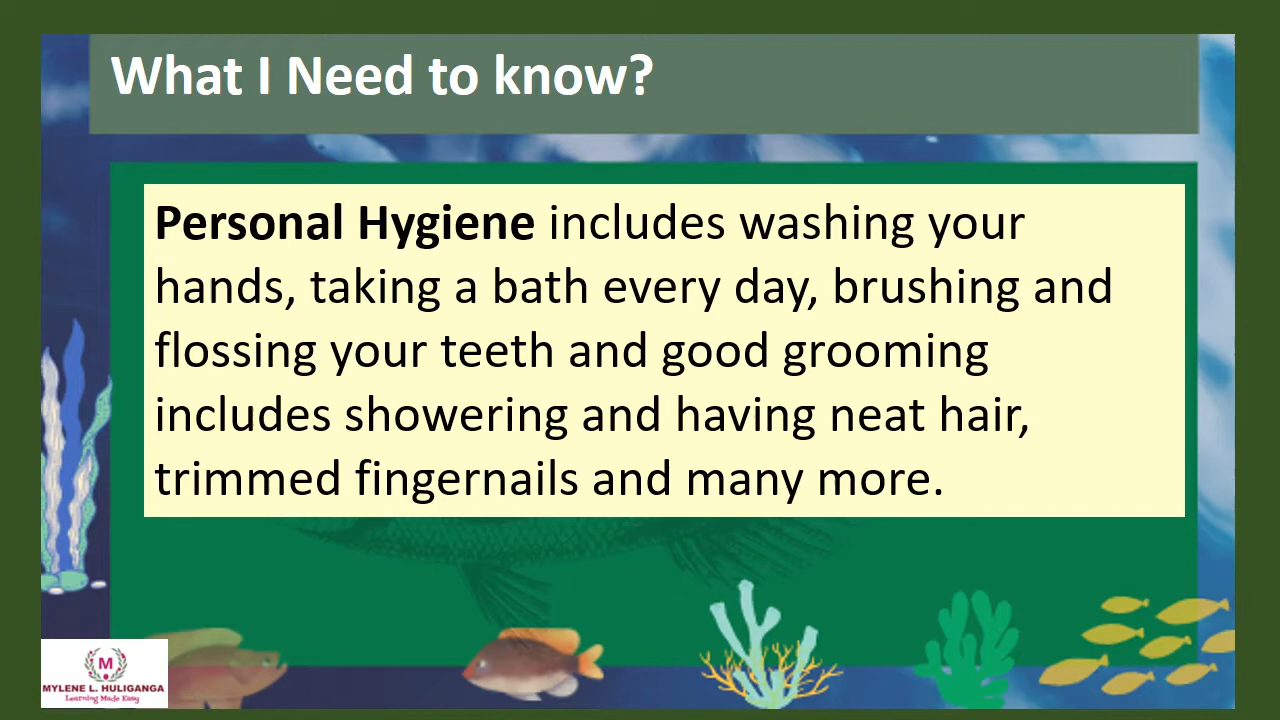 What I Need to know?
Personal Hygiene includes washing your
hands, taking a bath every day, brushing and
flossing your teeth and good grooming
includes showering and having neat hair,
trimmed fingernails and many more.
M
MYLENE L. HULIGANGA
Learning Made Easy